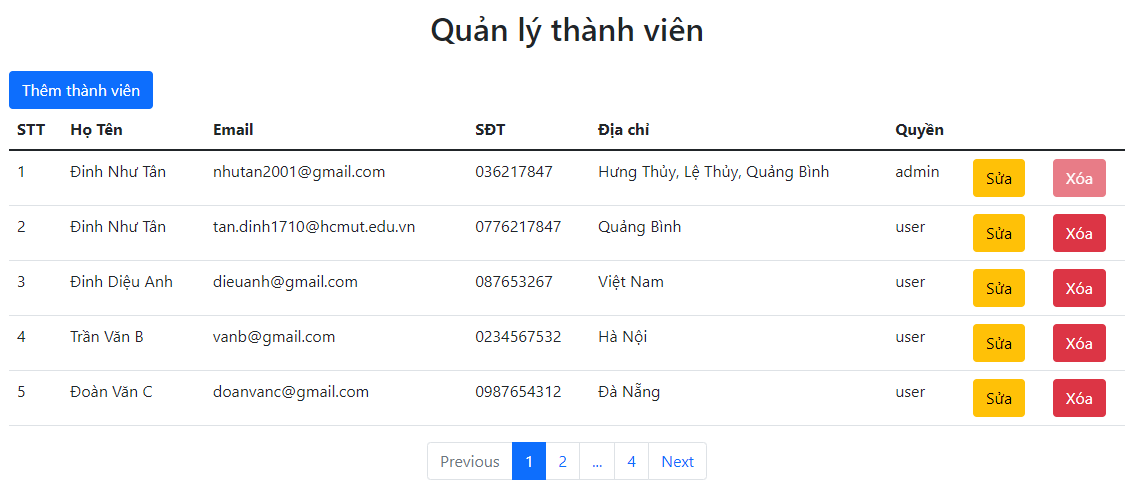 Quản lý thành viên
Thêm thành viên
STT Họ Tên Email SĐT Địa chỉ Quyền
1 Đinh Như Tân nhutan2001@gmail.com 036217847 Hưng Thủy, Lệ Thủy, Quảng Bình admin Sửa Xóa
2 Đinh Như Tân tan.dinh1710@hcmut.edu.vn 0776217847 Quảng Bình user Sửa Xóa
3 Đinh Diệu Anh dieuanh@gmail.com 087653267 Việt Nam user Sửa Xóa
4 Trần Văn B vanb@gmail.com 0234567532 Hà Nội user Sửa Xóa
5 Đoàn Văn C doanvanc@gmail.com 0987654312 Đà Nẵng user Sửa Xóa
Previous 1 2 ... 4 Next